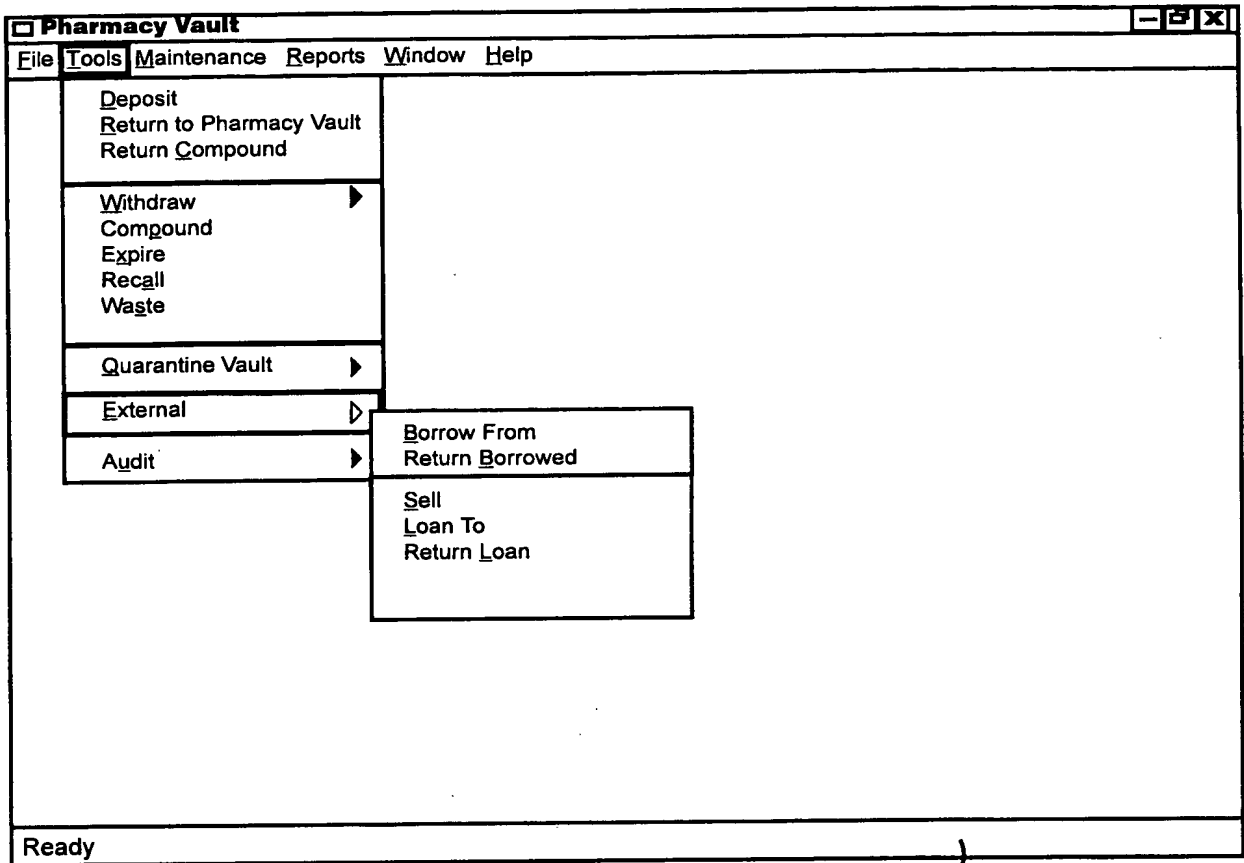 Pharmacy Vault
File Tools Maintenance Reports Window Help
Deposit
Return to Pharmacy Vault
Return Compound
Withdraw
Compound
Expire
Recall
Waste
Quarantine Vault
External
Audit
Borrow From
Return Borrowed
Sell
Loan To
Return Loan
Ready